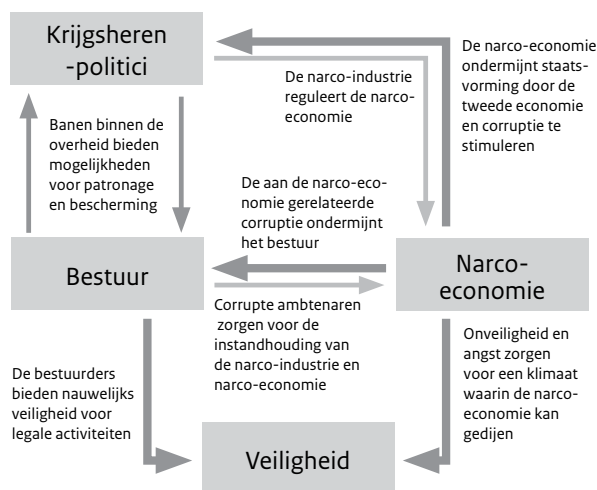 Krijgsheren
-politici
De narco-industrie
reguleert de narco-
economie
De narco-economie
ondermijnt staats-
vorming door de
tweede economie
en corruptie te
stimuleren
Banen binnen de
overheid bieden
mogelijkheden
voor patronage
en bescherming
De aan de narco-eco-
nomie gerelateerde
corruptie ondermijnt
het bestuur
Bestuur
Narco-
economie
Corrupte ambtenaren
zorgen voor de
instandhouding van
de narco-industrie en
narco-economie
De bestuurders
bieden nauwelijks
veiligheid voor
legale activiteiten
Onveiligheid en
angst zorgen
voor een klimaat
waarin de narco-
economie kan
gedijen
Veiligheid